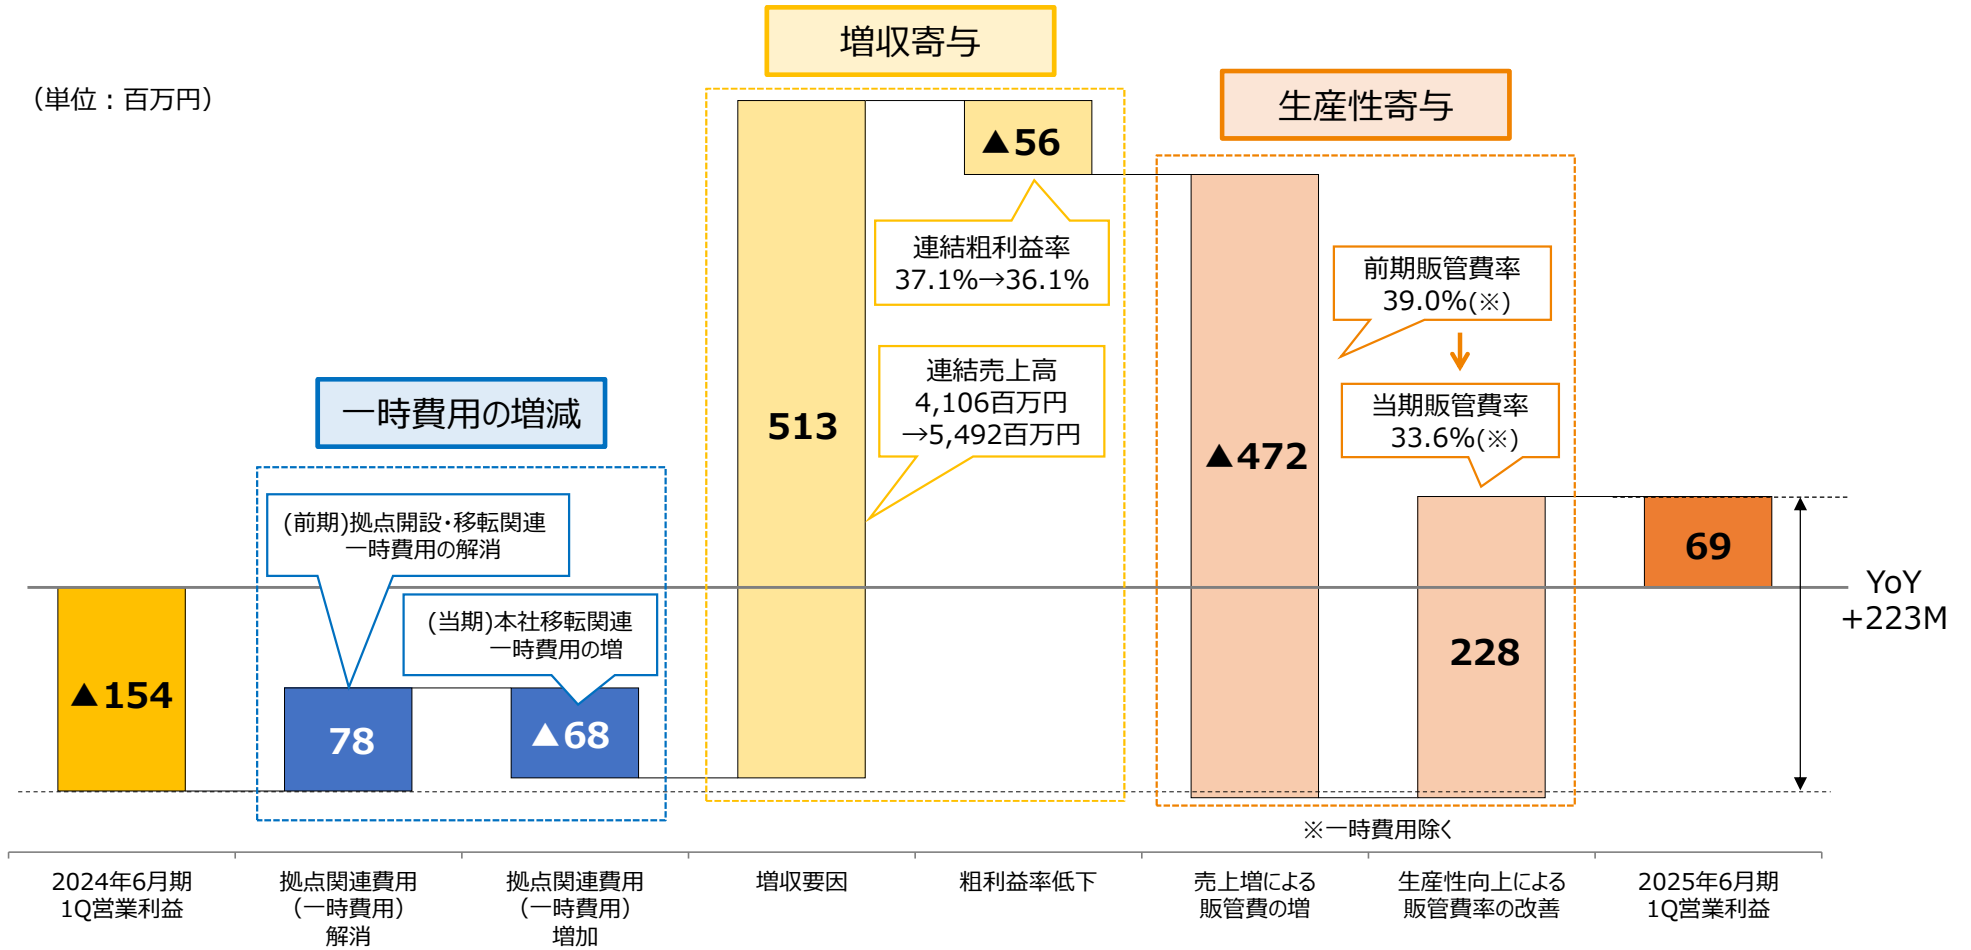 (単位：百万円)
増収寄与
生産性寄与
一時費用の増減
▲154
78
▲68
513
▲56
▲472
228
69
(前期)拠点開設・移転関連
一時費用の解消
(当期)本社移転関連
一時費用の増
連結粗利益率
37.1%→36.1%
連結売上高
4,106百万円
→5,492百万円
前期販管費率
39.0%(※)
当期販管費率
33.6%(※)
YoY
+223M
※一時費用除く
2024年6月期
1Q営業利益
拠点関連費用
(一時費用)
解消
拠点関連費用
(一時費用)
増加
増収要因
粗利益率低下
売上増による
販管費の増
生産性向上による
販管費率の改善
2025年6月期
1Q営業利益